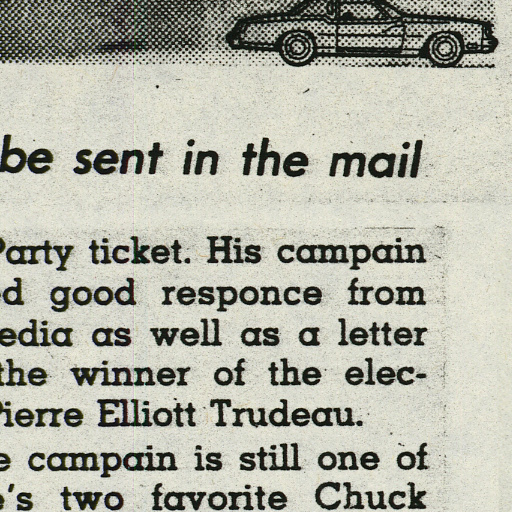 be sent in the mail
Party ticket. His campain
d good responce from
edia as well as a letter
the winner of the elec-
Pierre Elliott Trudeau.
e campain is still one of
e's two favorite Chuck